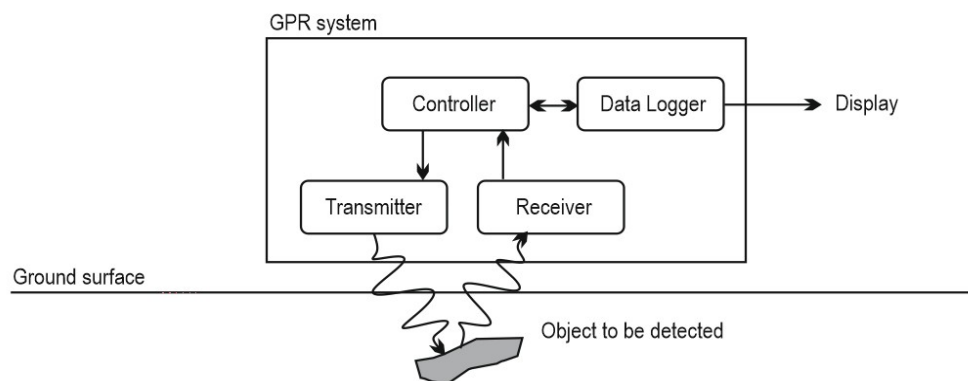 GPR system
Controller
Data Logger
Display
Transmitter
Receiver
Ground surface
Object to be detected